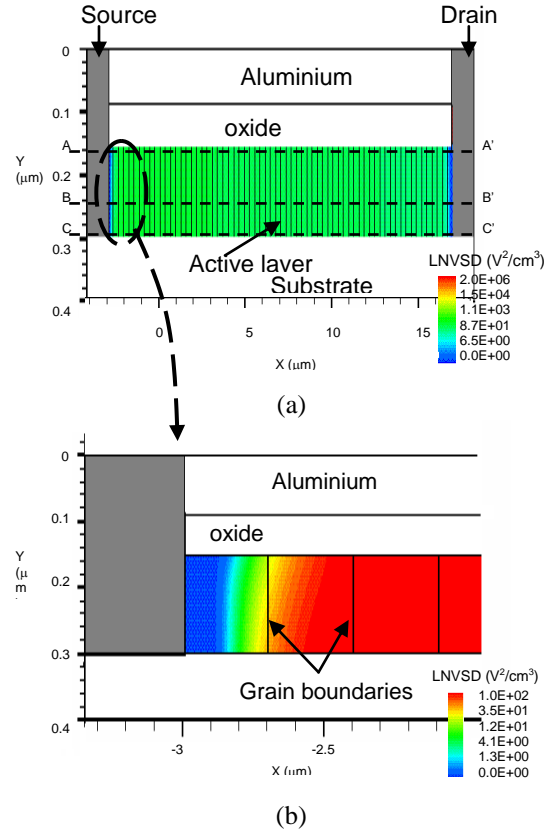 Source
Drain
0
Aluminium
0.1
oxide
A
A'
Y
(μm)
0.2
B
B'
C
C'
0.3
Active laver
LNVSD (V²/cm³)
Substrate
2.0E+06
1.5E+04
1.1E+03
8.7E+01
6.5E+00
0.0E+00
0.4
0
5
10
15
X (μm)
(a)
0
Aluminium
0.1
oxide
Y
(μ
m
0.2
0.3
Grain boundaries
LNVSD (V²/cm³)
1.0E+02
3.5E+01
1.2E+01
4.1E+00
1.3E+00
0.0E+00
0.4
-3
-2.5
X (μm)
(b)